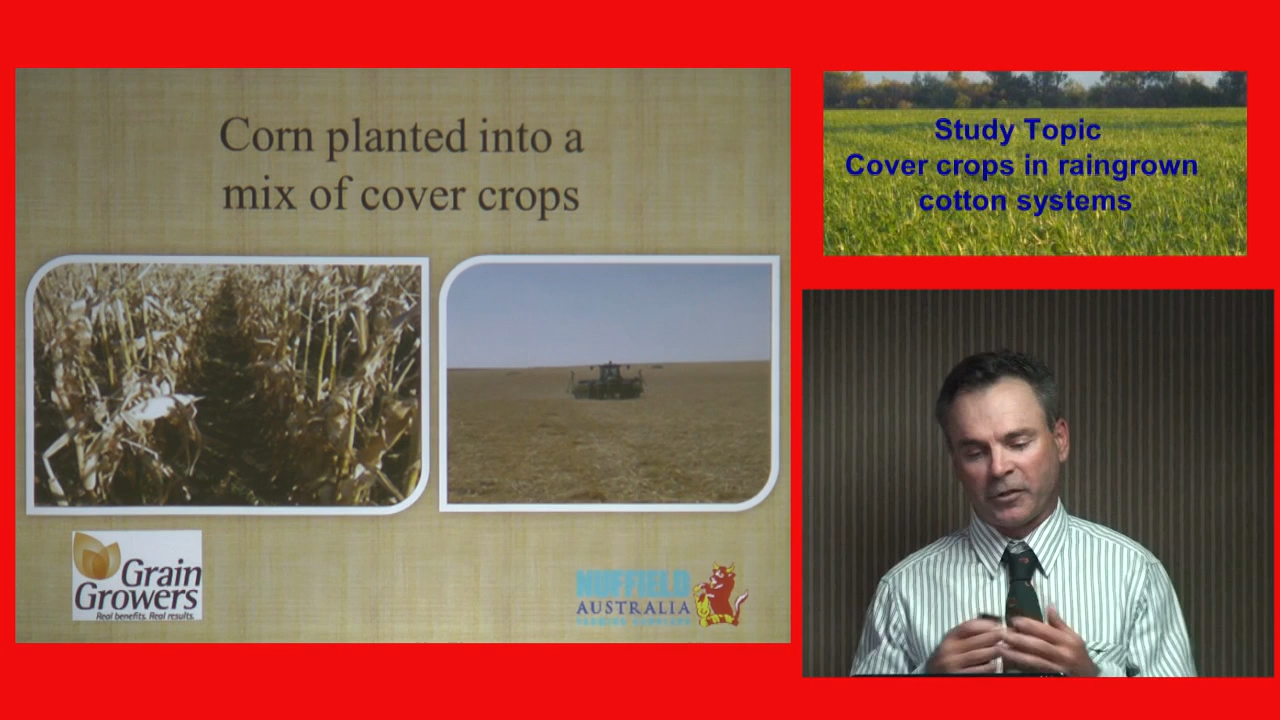 Corn planted into a
mix of cover crops
Grain
Growers
Real benefits. Real results.
NUFFIELD
AUSTRALIA
Study Topic
Cover crops in raingrown
cotton systems